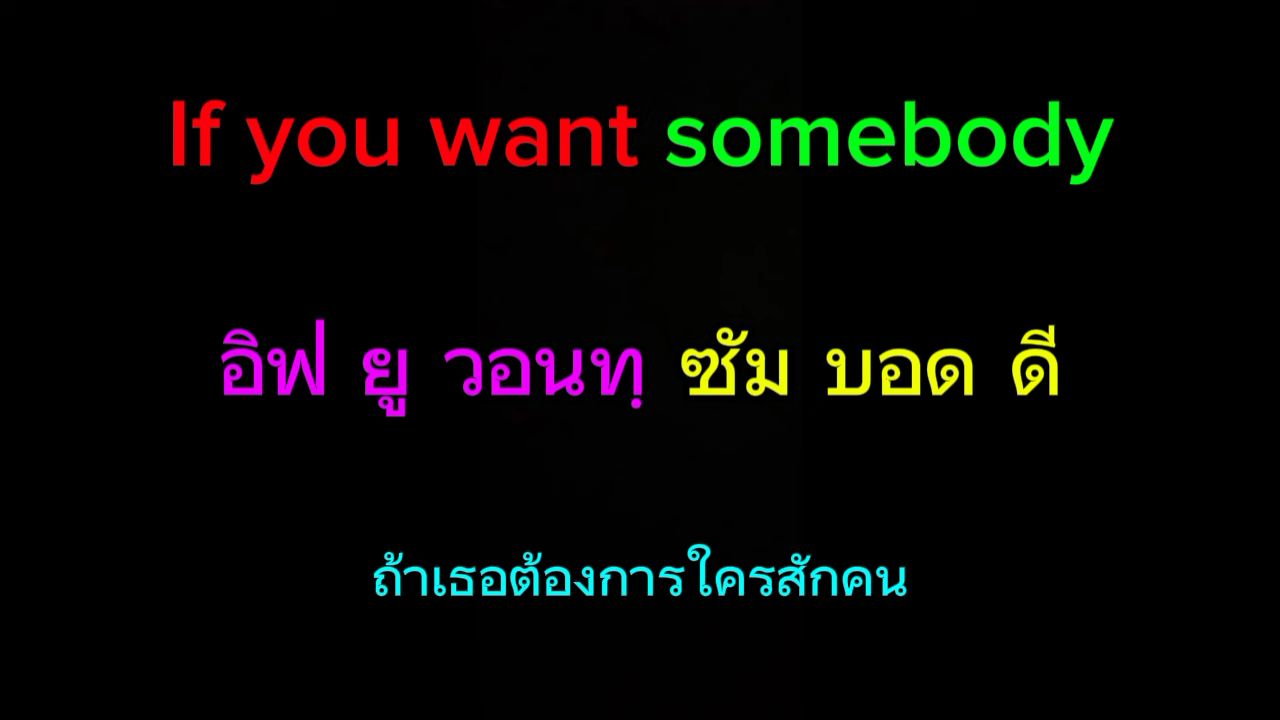 If you want somebody
อิฟ ยู วอนทฺ ซัม บอด ดี
ถ้าเธอต้องการใครสักคน